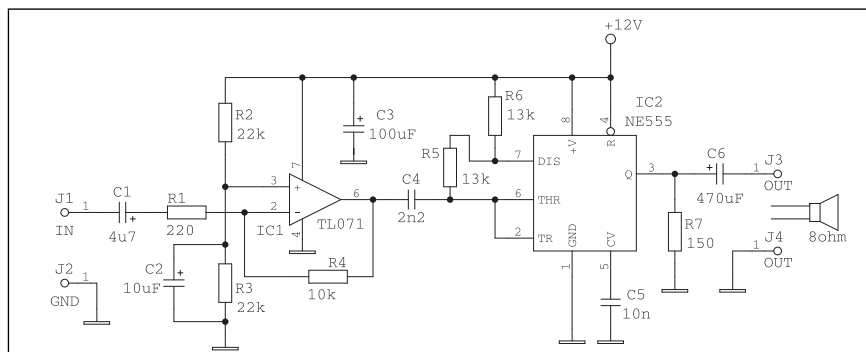 +12V
R6
13k
IC2
NE555
C3
100uF
R2
22k
R5
13k
8
+V
4
R
7
DIS
3
Q
C6
470uF
1
J3
OUT
J1
1
IN
C1
4u7
R1
220
3
2
7
6
4
TL071
IC1
C4
2n2
6
THR
2
TR
GND
CV
1
5
R7
150
J4
1
OUT
8ohm
J2
1
GND
C2
10uF
R3
22k
R4
10k
C5
10n